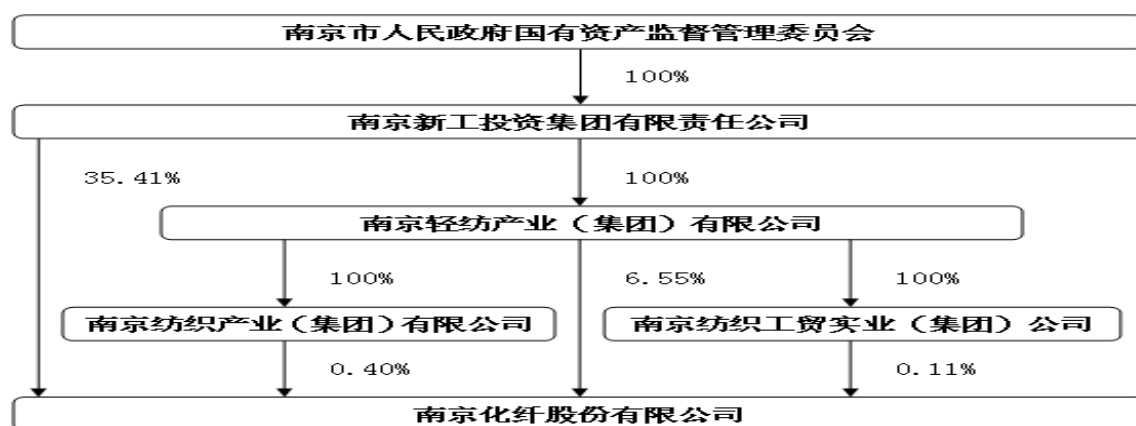 南京市人民政府国有资产监督管理委员会
100%
南京新工投资集团有限责任公司
35.41%
100%
南京轻纺产业（集团）有限公司
100%
6.55%
100%
南京纺织产业（集团）有限公司
南京纺织工贸实业（集团）公司
0.40%
0.11%
南京化纤股份有限公司